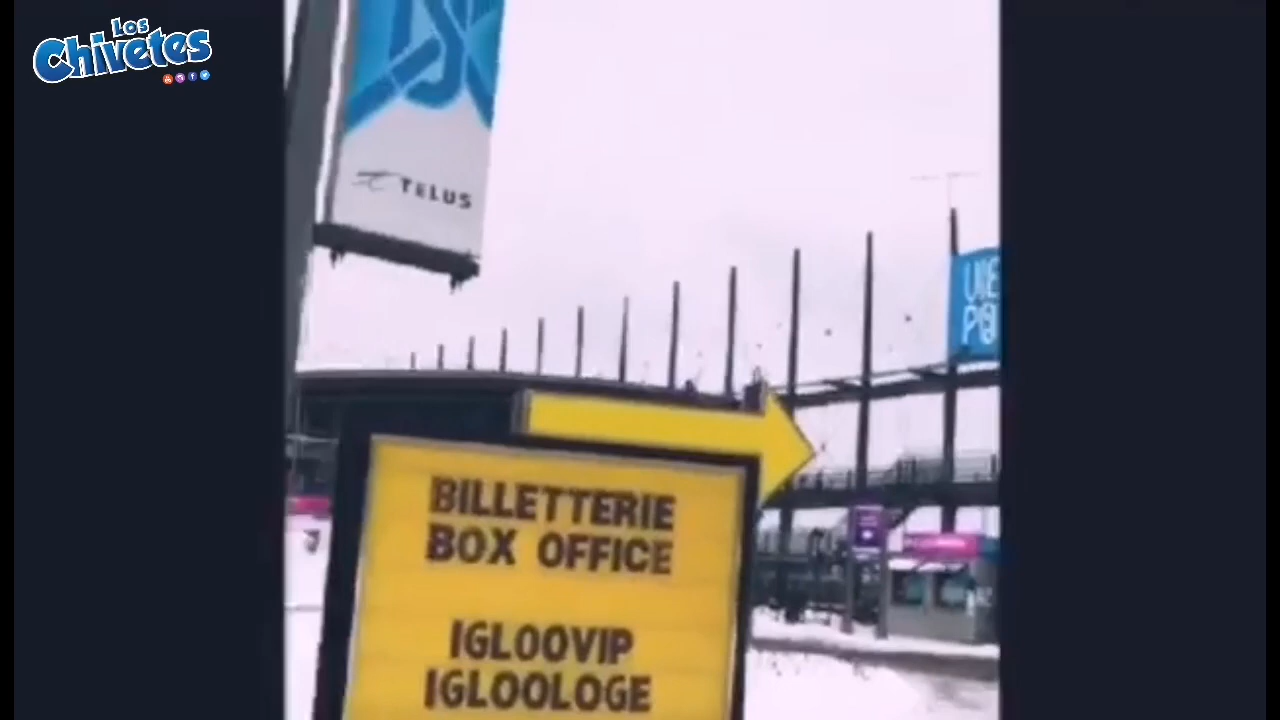 Los
Chivetes
TELUS
BILLETTERIE
BOX OFFICE
IGLOOVIP
IGLOOLOGE